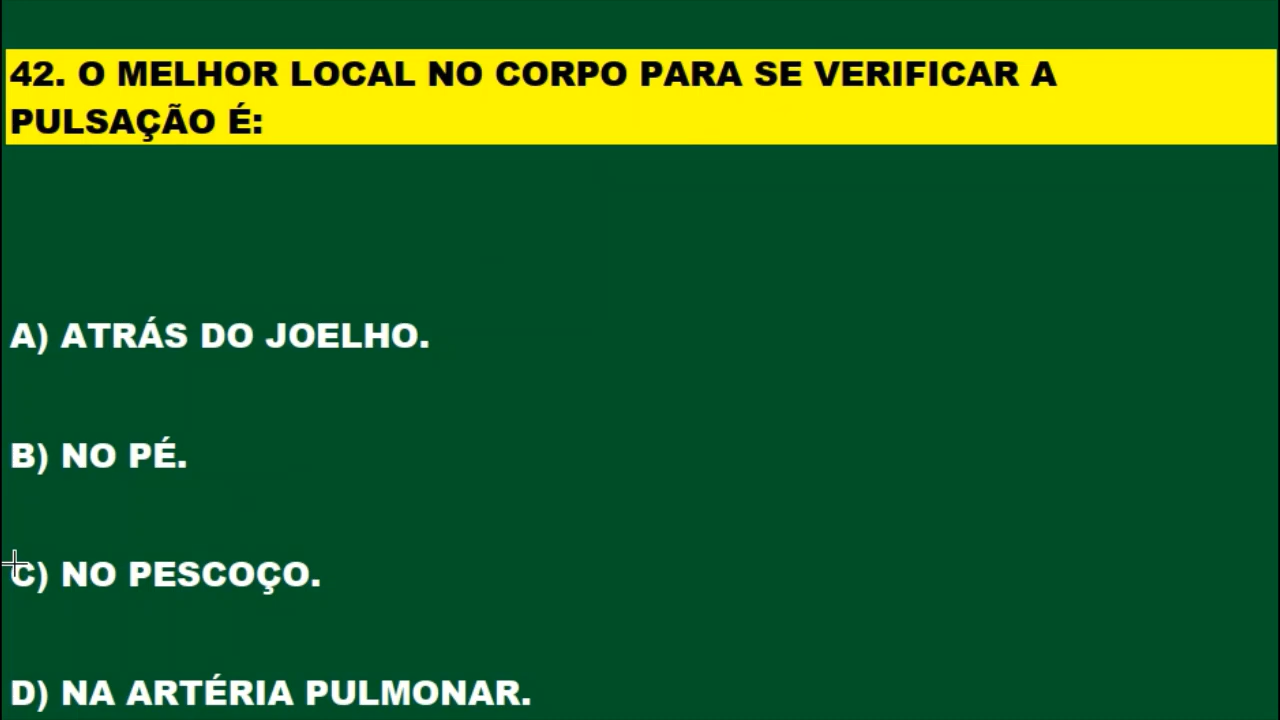 42. O MELHOR LOCAL NO CORPO PARA SE VERIFICAR A
PULSAÇÃO É:
A) ATRÁS DO JOELHO.
B) NO PÉ.
C) NO PESCOÇO.
D) NA ARTÉRIA PULMONAR.